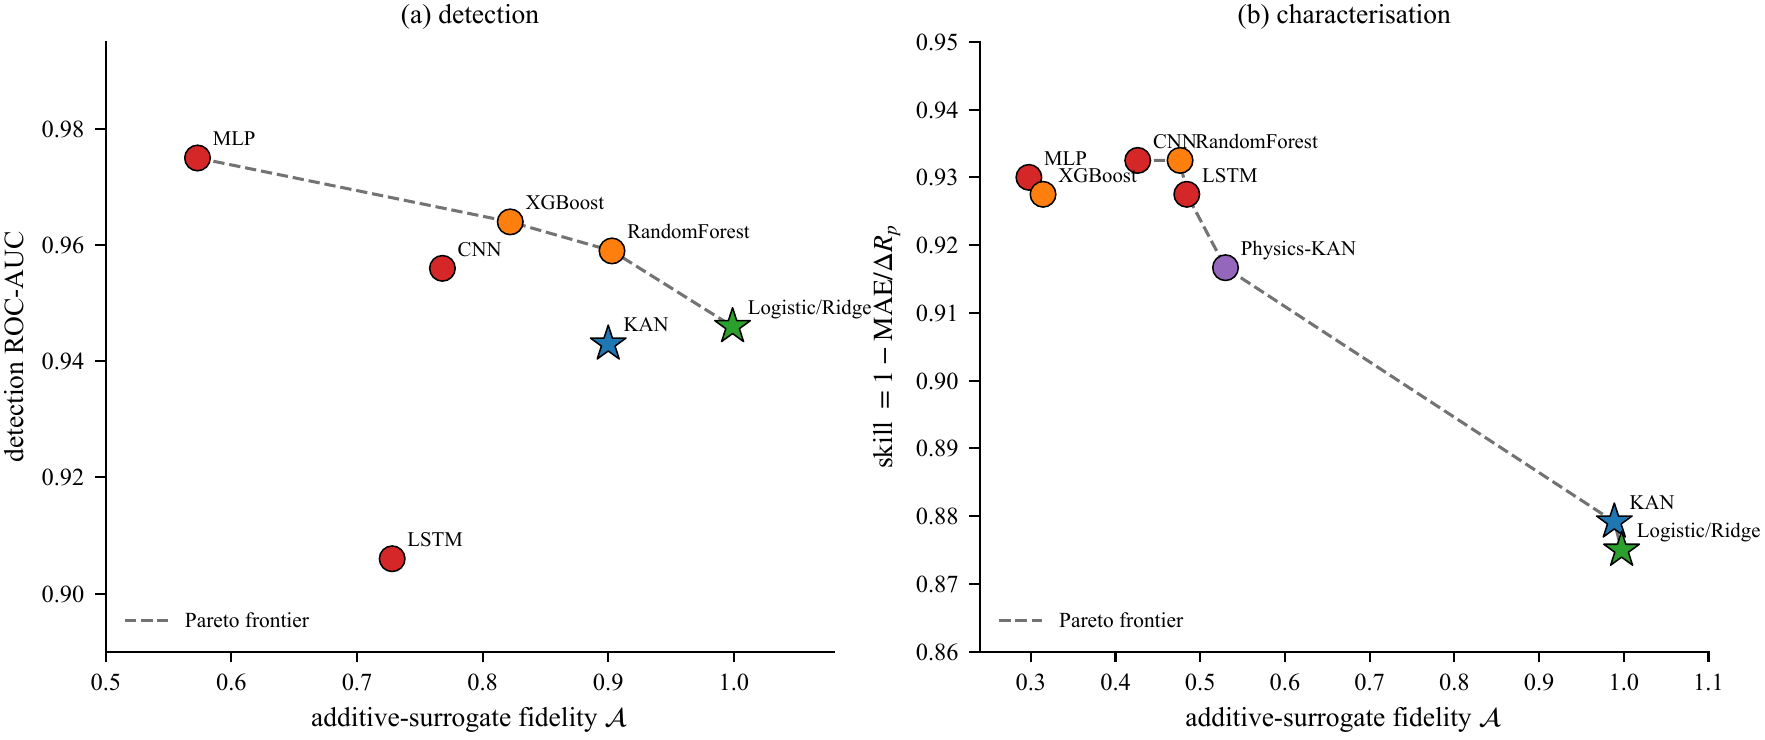 (a) detection
detection ROC-AUC
0.98
0.96
0.94
0.92
0.90
MLP
XGBoost
CNN
RandomForest
Logistic/Ridge
KAN
LSTM
Pareto frontier
0.5 0.6 0.7 0.8 0.9 1.0
additive-surrogate fidelity 𝒜
(b) characterisation
skill = 1 − MAE/ΔR_p
0.95
0.94
0.93
0.92
0.91
0.90
0.89
0.88
0.87
0.86
CNN
RandomForest
MLP
XGBoost
LSTM
Physics-KAN
KAN
Logistic/Ridge
Pareto frontier
0.3 0.4 0.5 0.6 0.7 0.8 0.9 1.0 1.1
additive-surrogate fidelity 𝒜